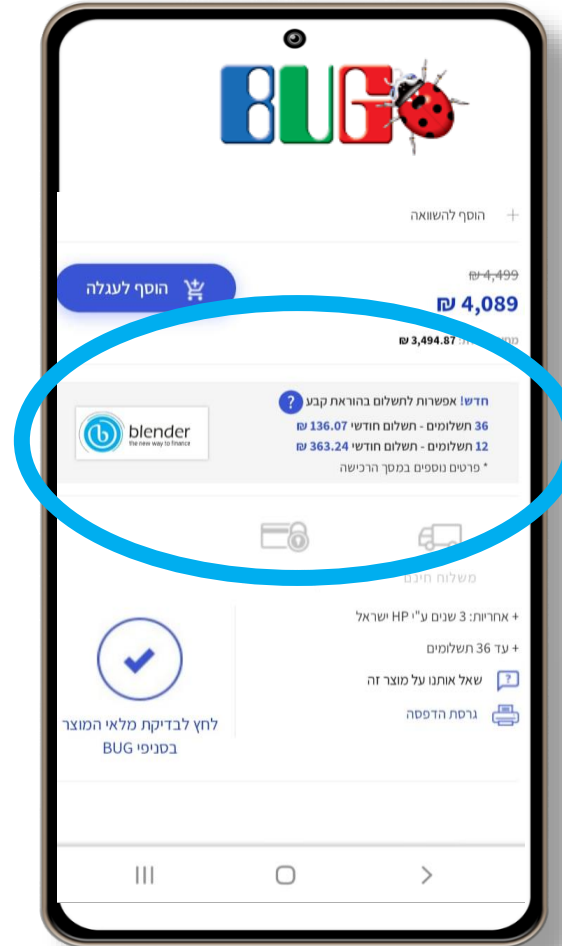 BUG
הוסף להשוואה
₪ 4,499
הוסף לעגלה
₪ 4,089
3,494.87 ₪
חדש! אפשרות לתשלום בהוראת קבע ?
36 תשלומים - תשלום חודשי 136.07 ₪
12 תשלומים - תשלום חודשי 363.24 ₪
* פרטים נוספים במסך הרכישה
blender
the new way to finance
משלוח חינם
+ אחריות: 3 שנים ע"י HP ישראל
+ עד 36 תשלומים
שאל אותנו על מוצר זה
גרסת הדפסה
לחץ לבדיקת מלאי המוצר
בסניפי BUG